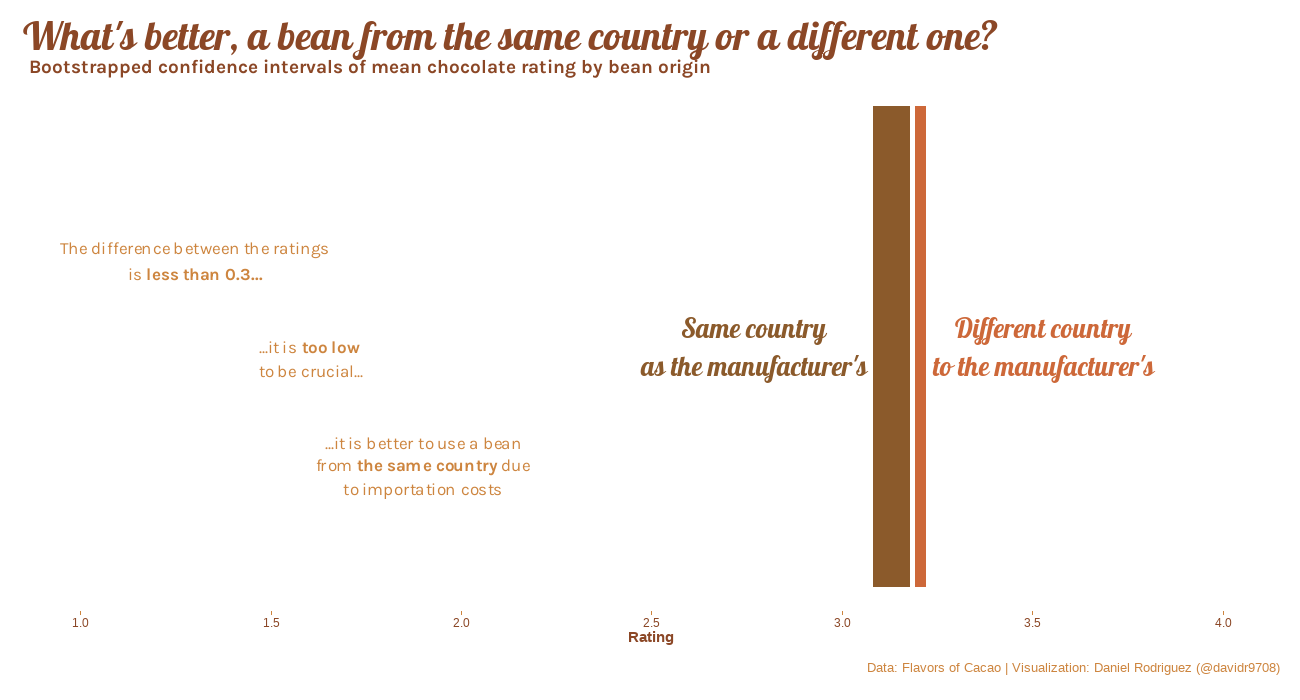 What's better, a bean from the same country or a different one?
Bootstrapped confidence intervals of mean chocolate rating by bean origin
The difference between the ratings
is less than 0.3...
...it is too low
to be crucial...
...it is better to use a bean
from the same country due
to importation costs
Same country
as the manufacturer's
Different country
to the manufacturer's
1.0 1.5 2.0 2.5 3.0 3.5 4.0
Rating
Data: Flavors of Cacao | Visualization: Daniel Rodriguez (@davidr9708)